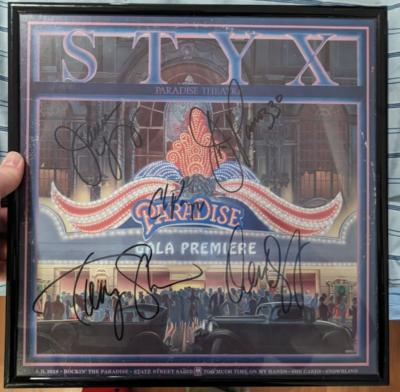 STYX
PARADISE THEATRE
PARADISE
GALA PREMIERE
A.D. 1928 - ROCKIN' THE PARADISE - STATE STREET SADIE - TOO MUCH TIME ON MY HANDS - SHE CARES - SNOWBLIND